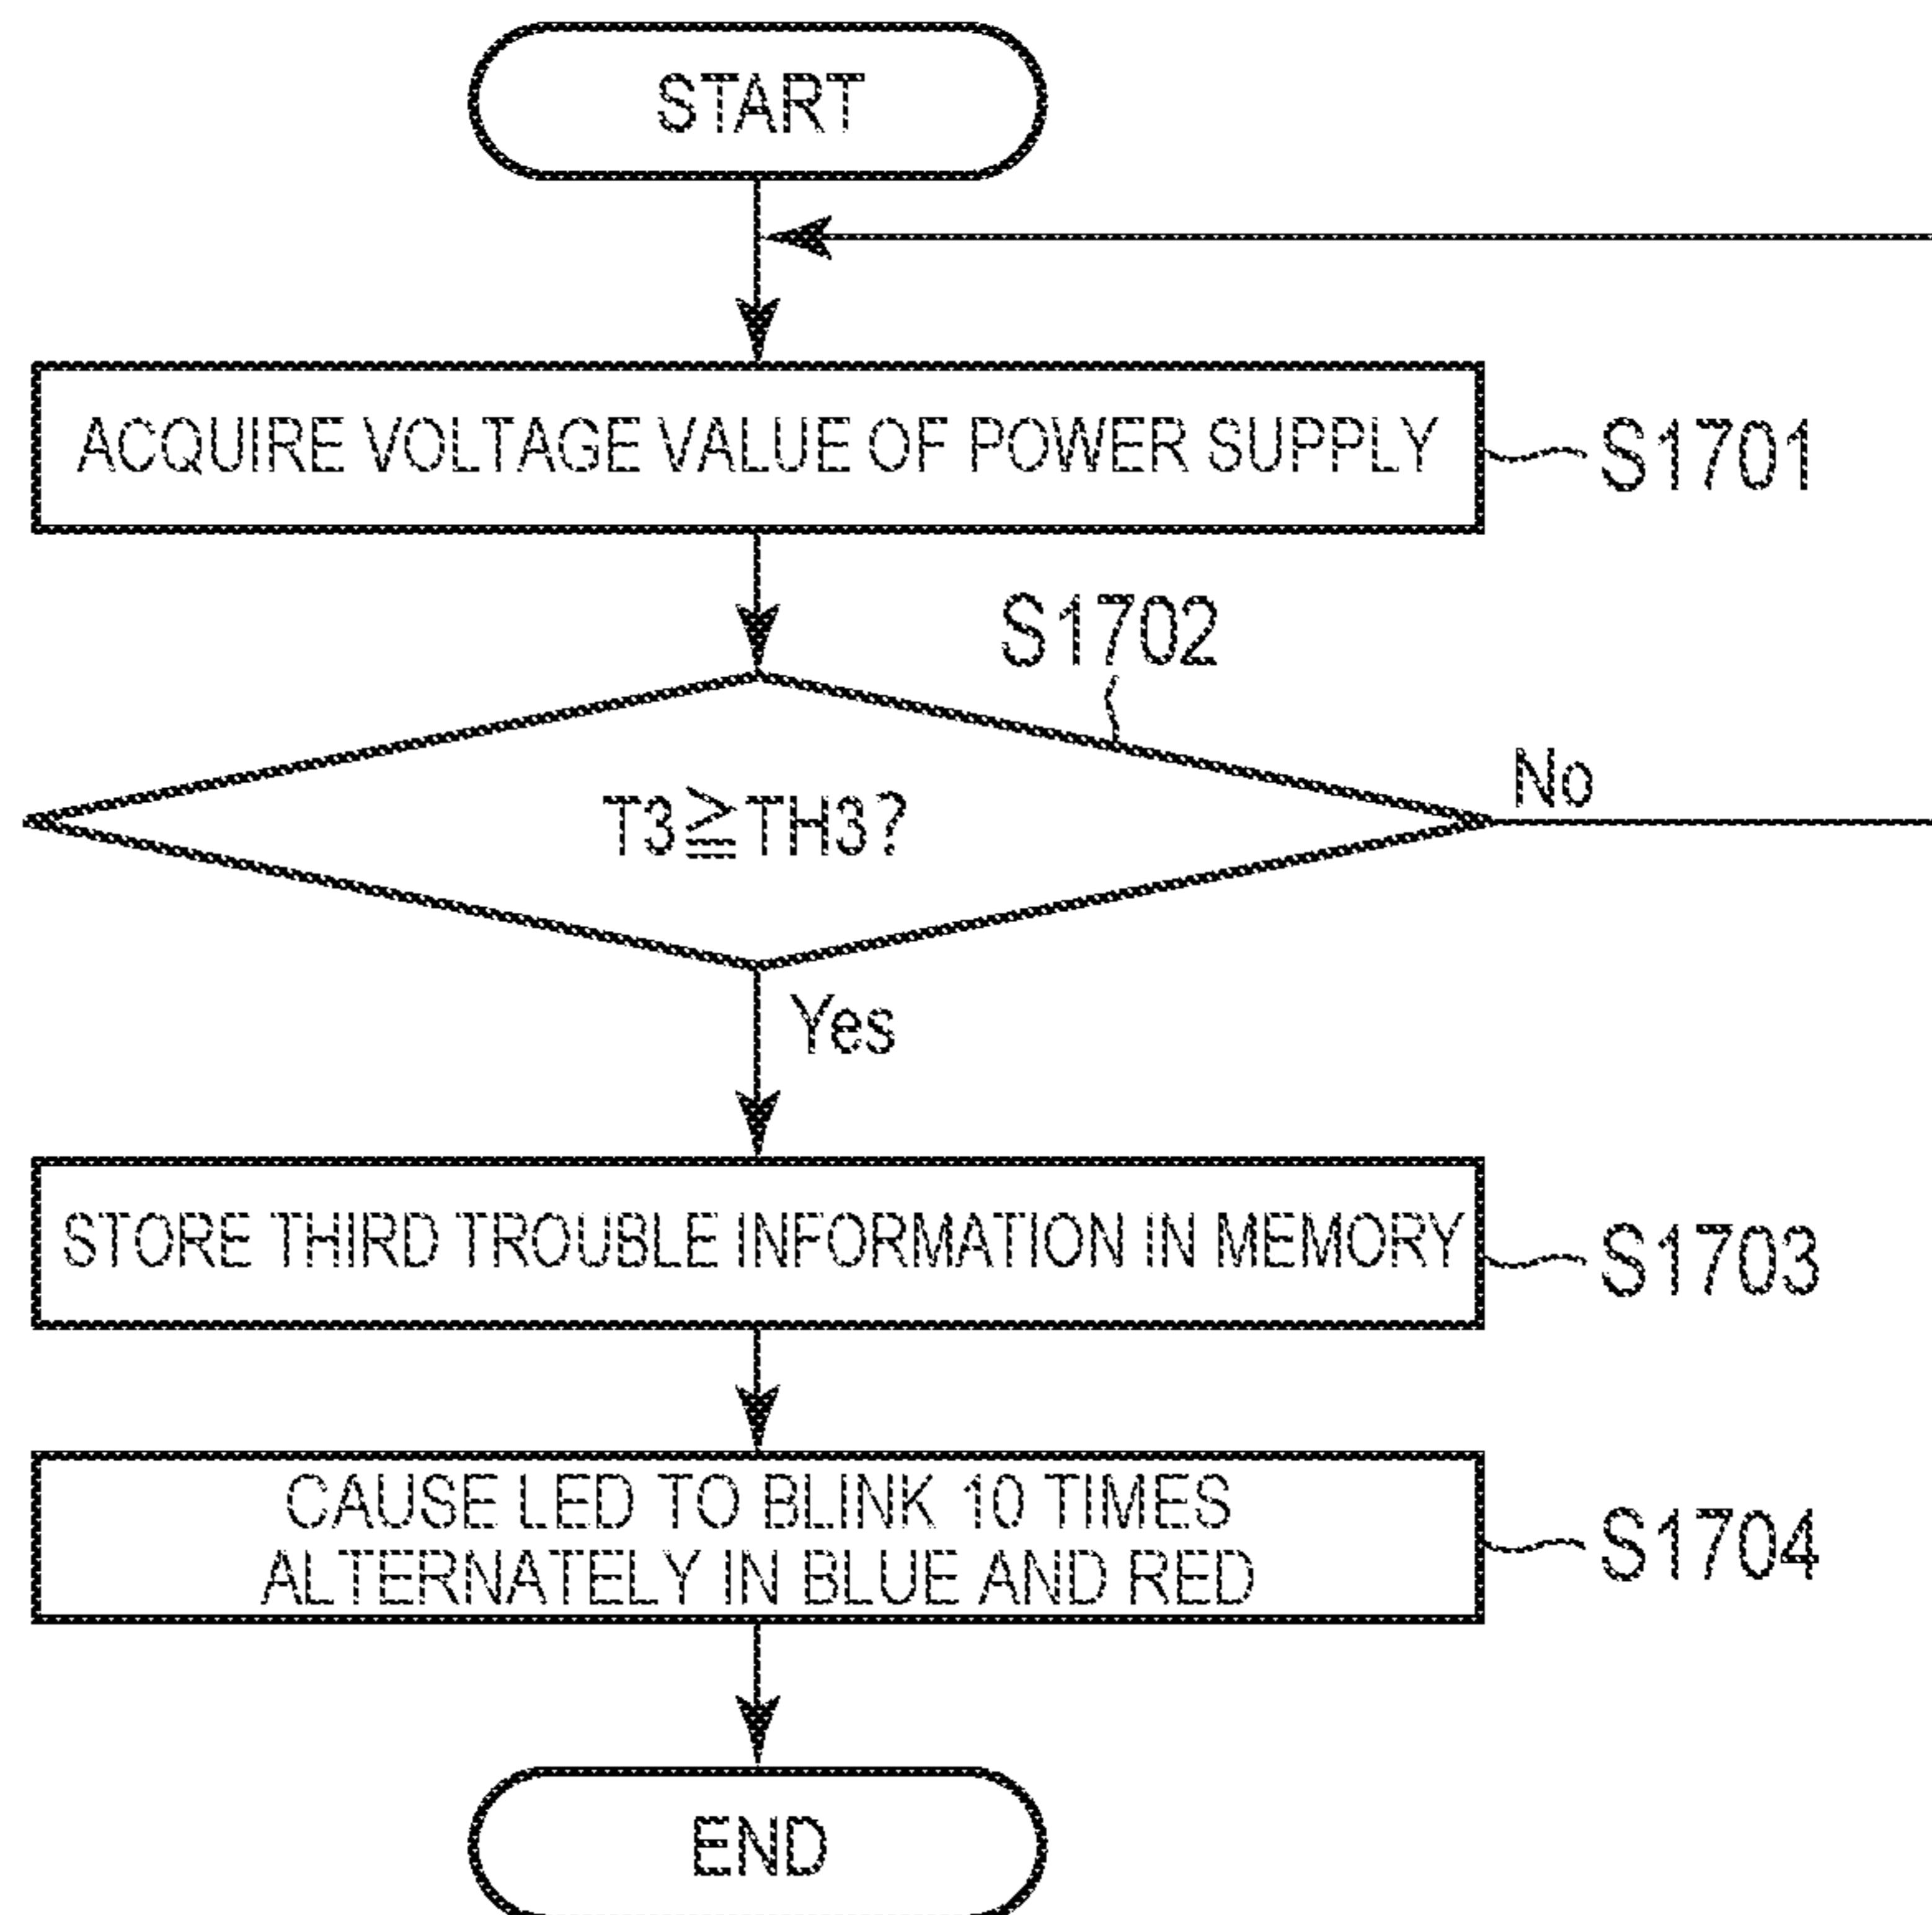 START
ACQUIRE VOLTAGE VALUE OF POWER SUPPLY
S1701
S1702
T3≧TH3?
No
Yes
STORE THIRD TROUBLE INFORMATION IN MEMORY
S1703
CAUSE LED TO BLINK 10 TIMES
ALTERNATELY IN BLUE AND RED
S1704
END